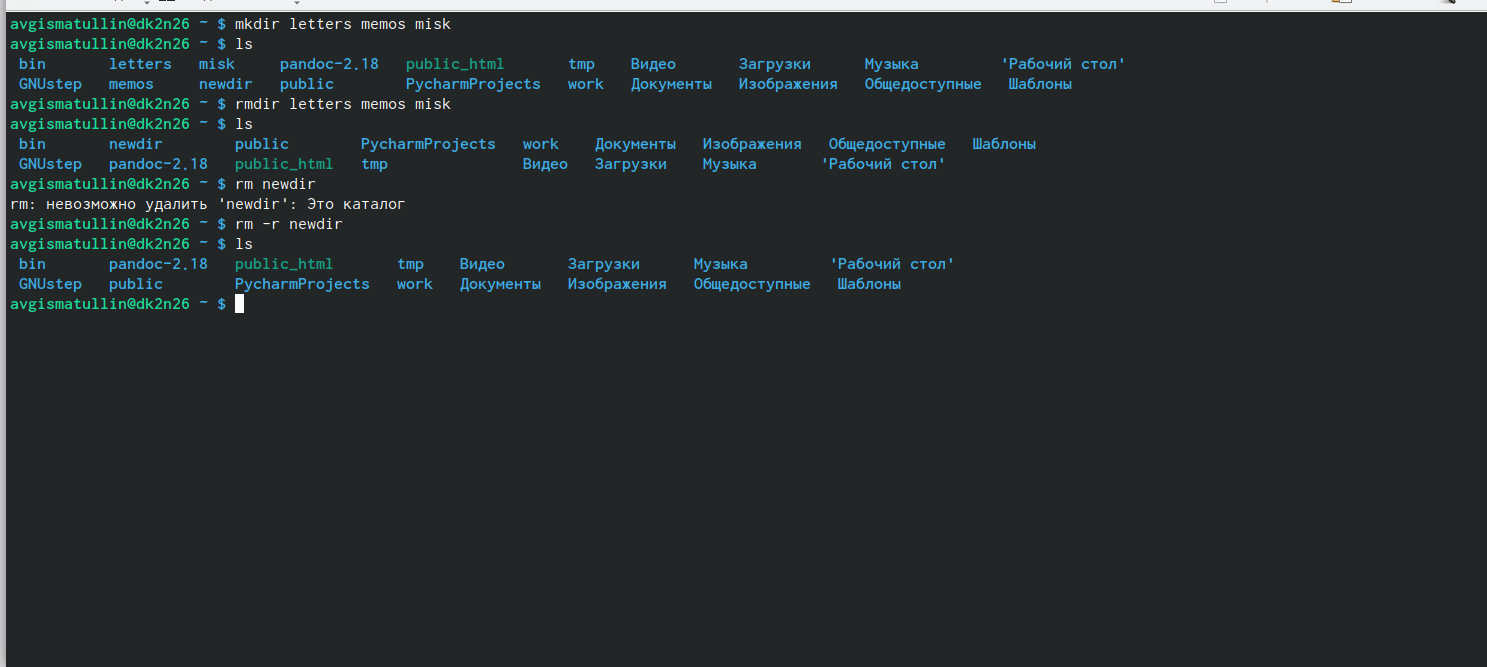 avgismatullin@dk2n26 ~ $ mkdir letters memos misk
avgismatullin@dk2n26 ~ $ ls
bin letters misk pandoc-2.18 public_html tmp Видео Загрузки Музыка 'Рабочий стол'
GNUstep memos newdir public PycharmProjects work Документы Изображения Общедоступные Шаблоны
avgismatullin@dk2n26 ~ $ rmdir letters memos misk
avgismatullin@dk2n26 ~ $ ls
bin newdir public PycharmProjects work Документы Изображения Общедоступные Шаблоны
GNUstep pandoc-2.18 public_html tmp Видео Загрузки Музыка 'Рабочий стол'
avgismatullin@dk2n26 ~ $ rm newdir
rm: невозможно удалить 'newdir': Это каталог
avgismatullin@dk2n26 ~ $ rm -r newdir
avgismatullin@dk2n26 ~ $ ls
bin pandoc-2.18 public_html tmp Видео Загрузки Музыка 'Рабочий стол'
GNUstep public PycharmProjects work Документы Изображения Общедоступные Шаблоны
avgismatullin@dk2n26 ~ $